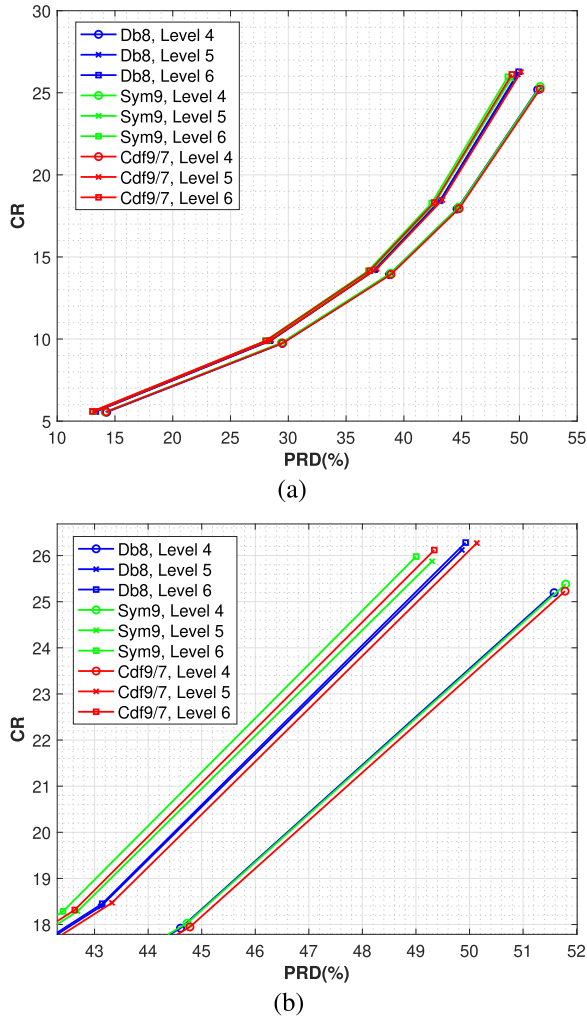 30
25
20
15
10
5
CR
Db8, Level 4
Db8, Level 5
Db8, Level 6
Sym9, Level 4
Sym9, Level 5
Sym9, Level 6
Cdf9/7, Level 4
Cdf9/7, Level 5
Cdf9/7, Level 6
10 15 20 25 30 35 40 45 50 55
PRD(%)
(a)
26
25
24
23
22
21
20
19
18
CR
Db8, Level 4
Db8, Level 5
Db8, Level 6
Sym9, Level 4
Sym9, Level 5
Sym9, Level 6
Cdf9/7, Level 4
Cdf9/7, Level 5
Cdf9/7, Level 6
43 44 45 46 47 48 49 50 51 52
PRD(%)
(b)